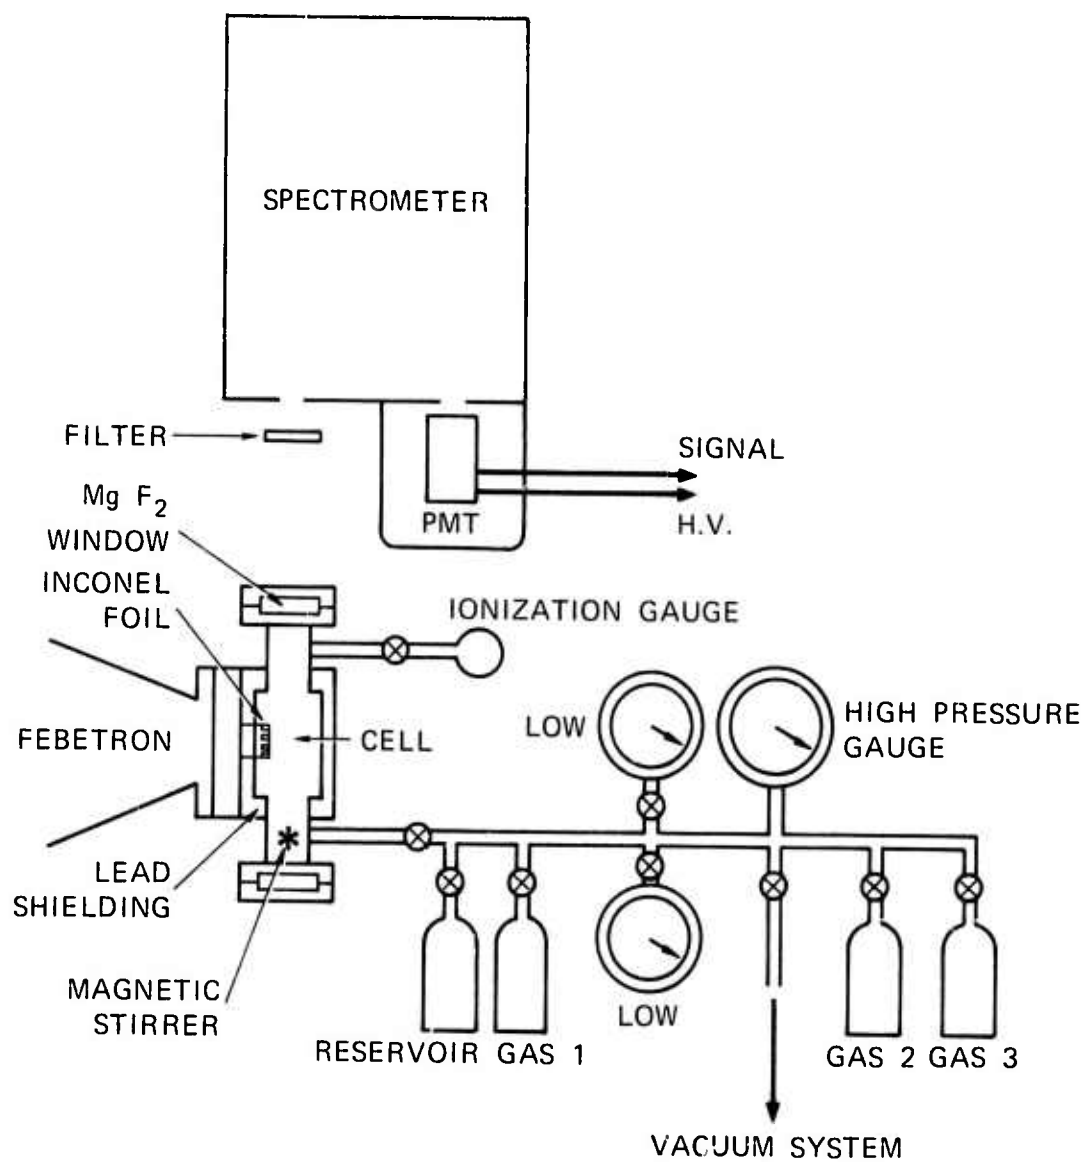 SPECTROMETER
FILTER
SIGNAL
Mg F2
PMT
H.V.
WINDOW
INCONEL
FOIL
IONIZATION GAUGE
LOW
HIGH PRESSURE
GAUGE
FEBETRON
CELL
LEAD
SHIELDING
MAGNETIC
STIRRER
LOW
RESERVOIR GAS 1
GAS 2 GAS 3
VACUUM SYSTEM